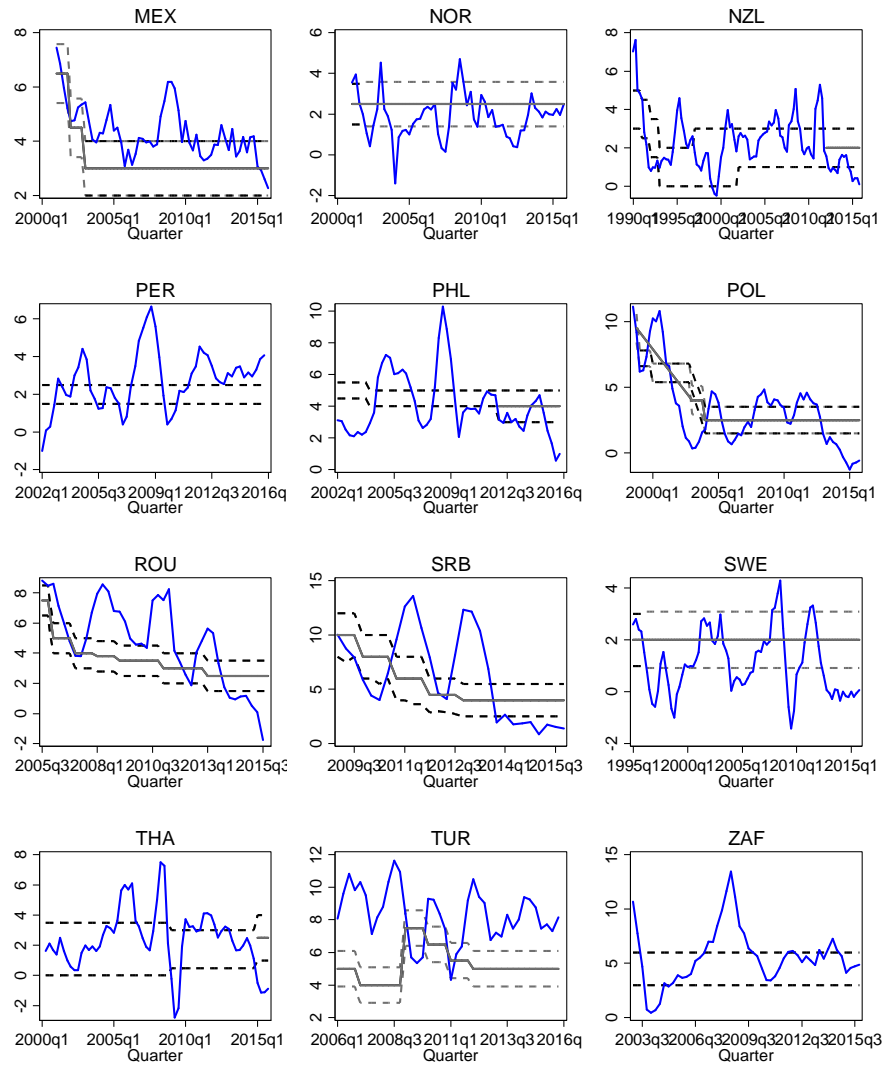 MEX NOR NZL
2 4 6 8
-2 0 2 4 6
0 2 4 6 8
2000q1 2005q1 2010q1 2015q1
2000q1 2005q1 2010q1 2015q1
1990q1 1995q1 2000q1 2005q1 2010q1 2015q1
Quarter Quarter Quarter
PER PHL POL
-2 0 2 4 6
0 2 4 6 8 10
0 5 10
2002q1 2005q3 2009q1 2012q3 2016q
2002q1 2005q3 2009q1 2012q3 2016q
2000q1 2005q1 2010q1 2015q1
Quarter Quarter Quarter
ROU SRB SWE
-2 0 2 4 6 8
0 5 10 15
-2 0 2 4
2005q3 2008q1 2010q3 2013q1 2015q3
2009q3 2011q1 2012q3 2014q1 2015q3
1995q1 2000q1 2005q1 2010q1 2015q1
Quarter Quarter Quarter
THA TUR ZAF
-2 0 2 4 6 8
2 4 6 8 10 12
0 5 10 15
2000q1 2005q1 2010q1 2015q1
2006q1 2008q3 2011q1 2013q3 2016q
2003q3 2006q3 2009q3 2012q3 2015q3
Quarter Quarter Quarter